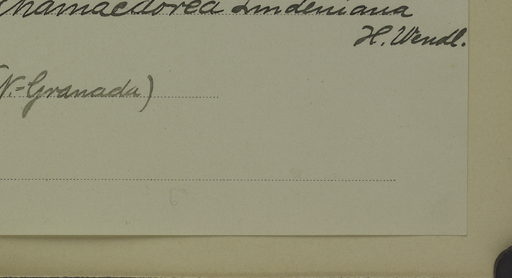 Chamaedorea Lindeniana
H. Wendl.
(N.-Granada)